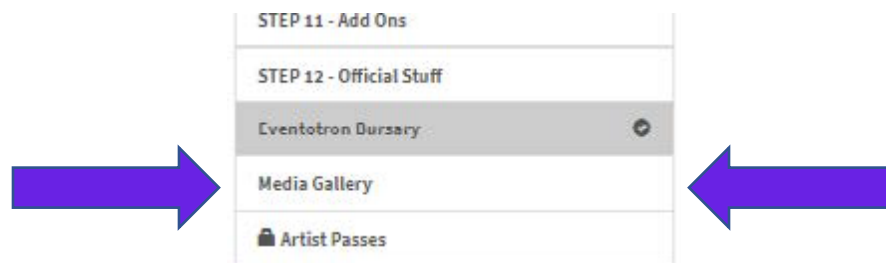 STEP 11 - Add Ons
STEP 12 - Official Stuff
Eventotron Bursary
Media Gallery
Artist Passes